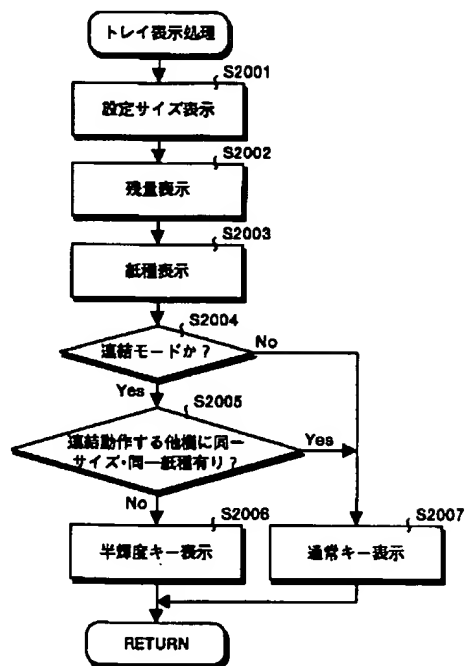 トレイ表示処理
S2001
設定サイズ表示
S2002
残量表示
S2003
紙種表示
S2004
連結モードか?
No
Yes
S2005
連結動作する他機に同一
サイズ・同一紙種有り?
Yes
No
S2006
半輝度キー表示
S2007
通常キー表示
RETURN